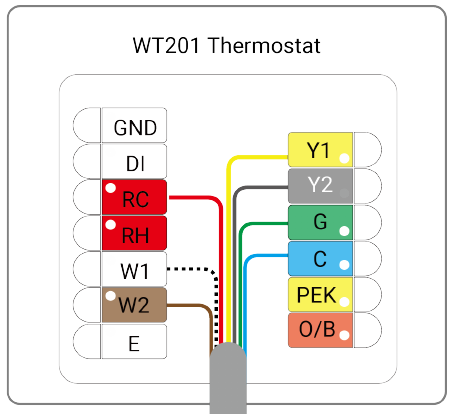 WT201 Thermostat
GND
DI
RC
RH
W1
W2
E
Y1
Y2
G
C
PEK
O/B